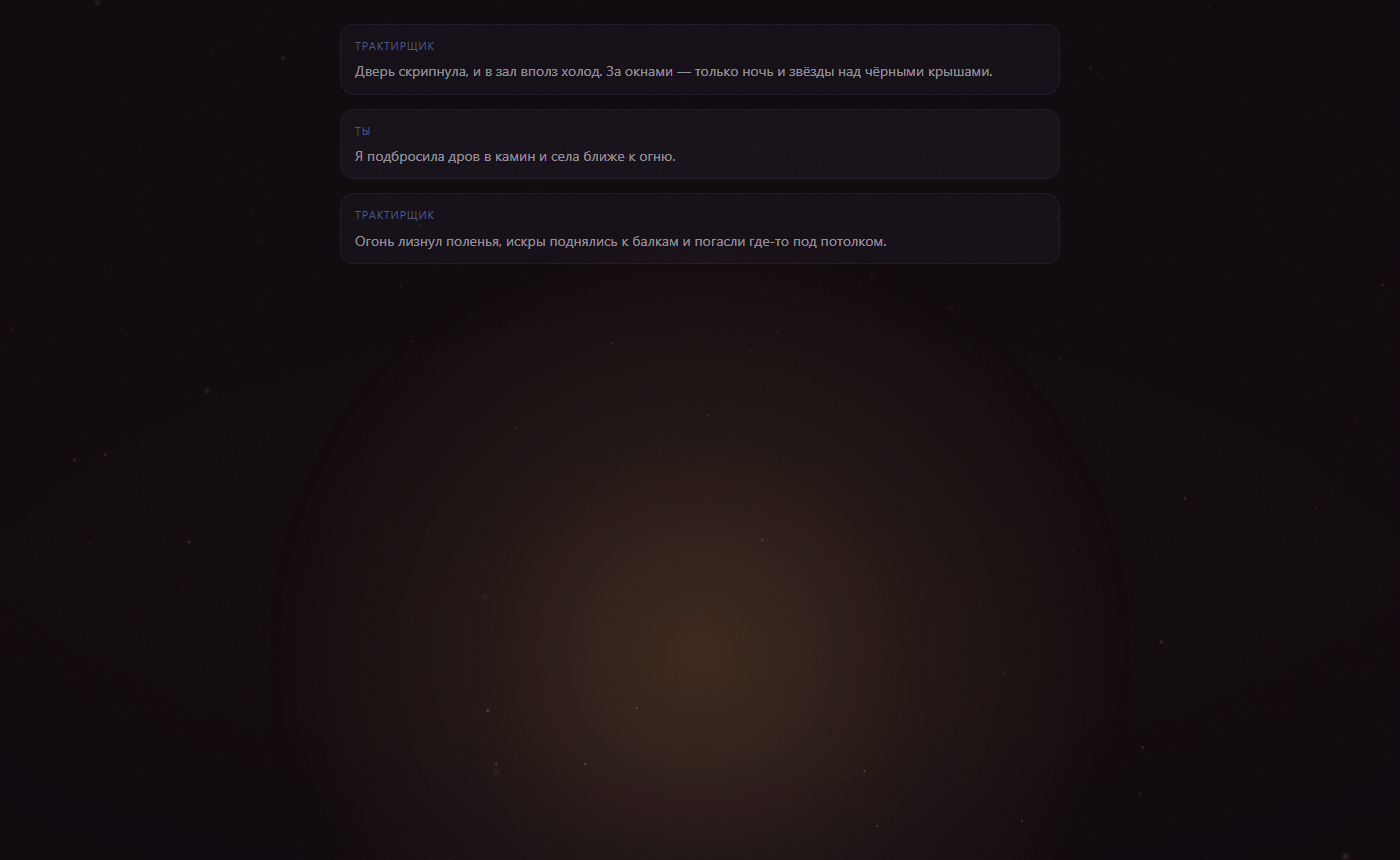 ТРАКТИРЩИК
Дверь скрипнула, и в зал вполз холод. За окнами — только ночь и звёзды над чёрными крышами.
ТЫ
Я подбросила дров в камин и села ближе к огню.
ТРАКТИРЩИК
Огонь лизнул поленья, искры поднялись к балкам и погасли где-то под потолком.